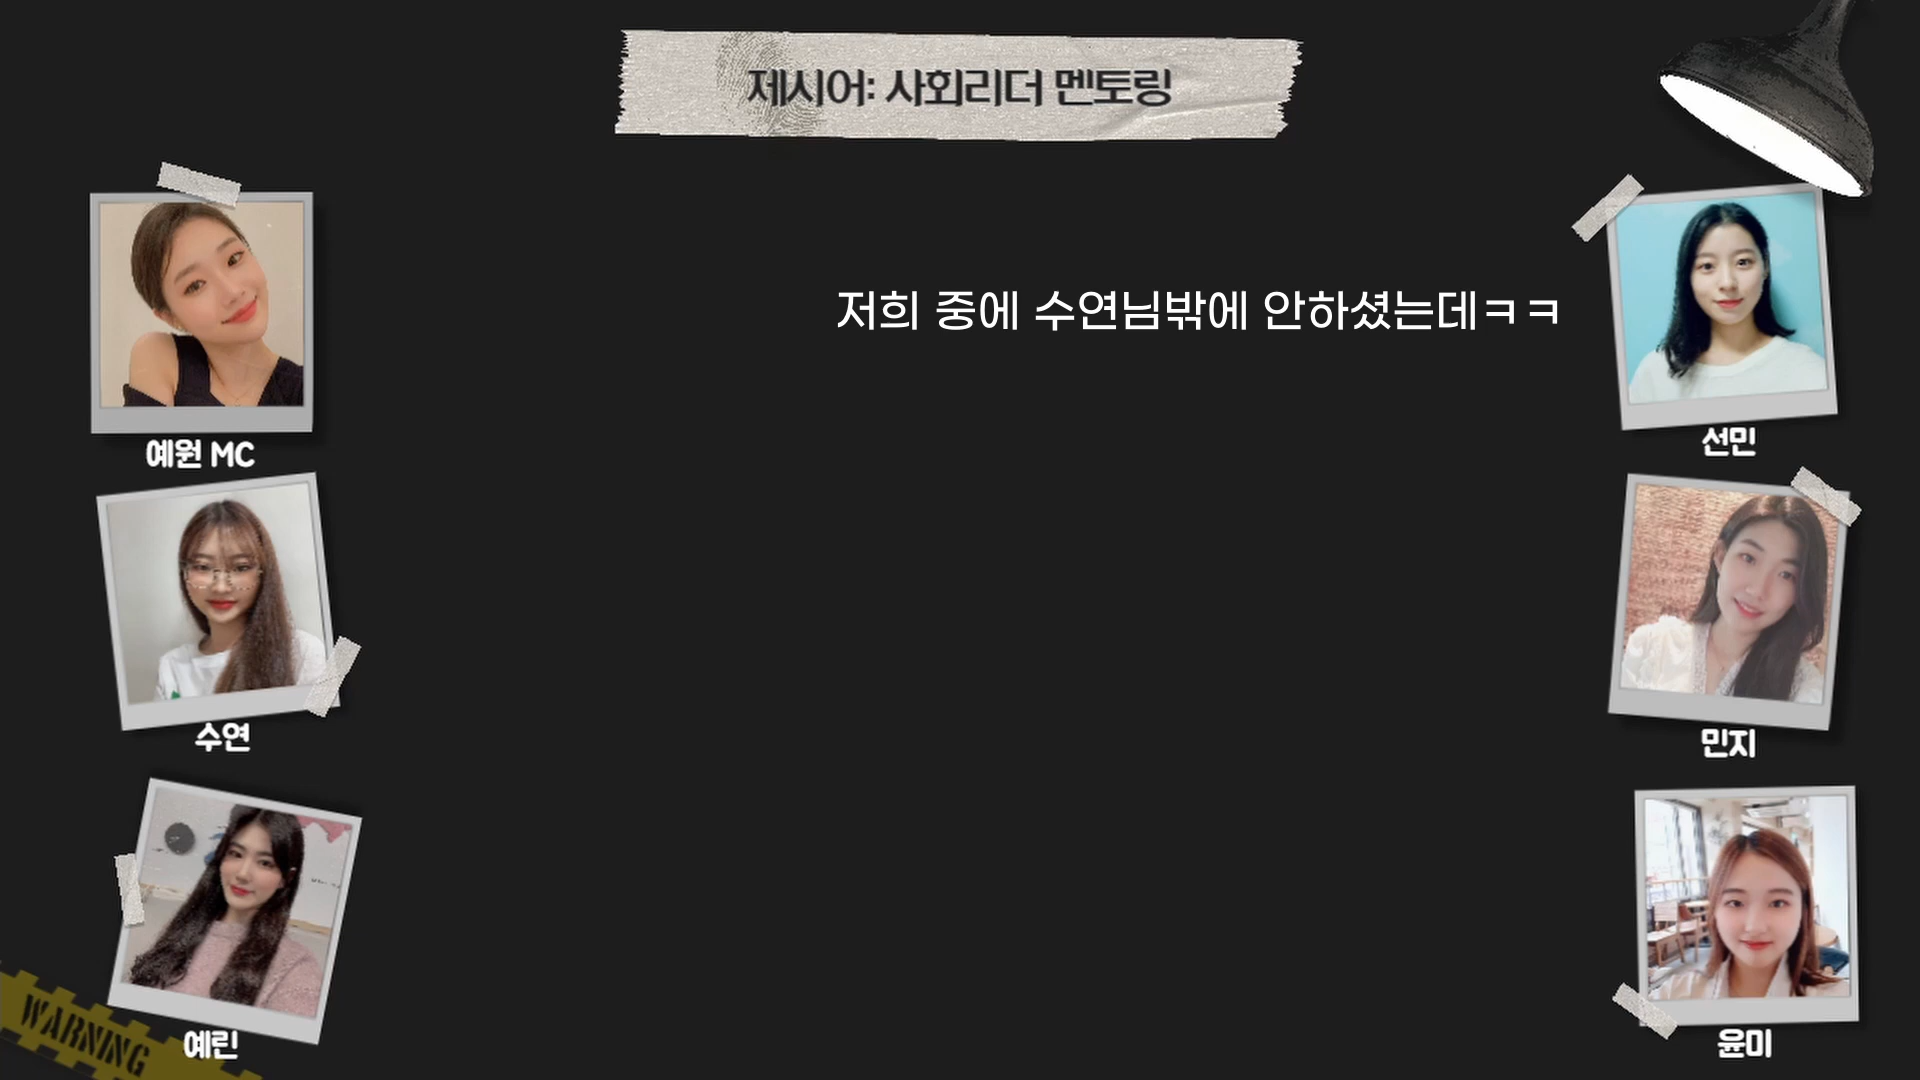 제시어: 사회리더 멘토링
저희 중에 수연님밖에 안하셨는데ㅋㅋ
예원 MC
선민
수연
민지
WARNING
예린
윤미